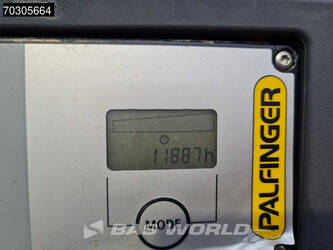 70305664
11887h
MODE
PALFINGER
BAS WORLD